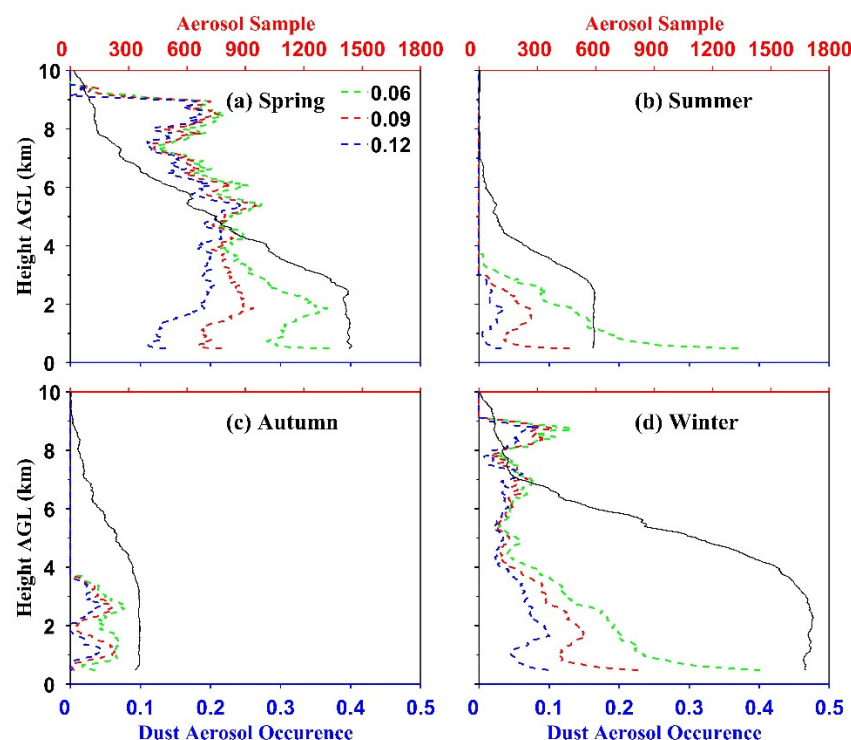 Aerosol Sample Aerosol Sample
0 300 600 900 1200 1500 1800 0 300 600 900 1200 1500 1800
10
8
6
4
2
0
Height AGL (km)
(a) Spring
0.06
0.09
0.12
(b) Summer
10
8
6
4
2
0
Height AGL (km)
(c) Autumn
(d) Winter
0 0.1 0.2 0.3 0.4 0.5 0 0.1 0.2 0.3 0.4 0.5
Dust Aerosol Occurence Dust Aerosol Occurence